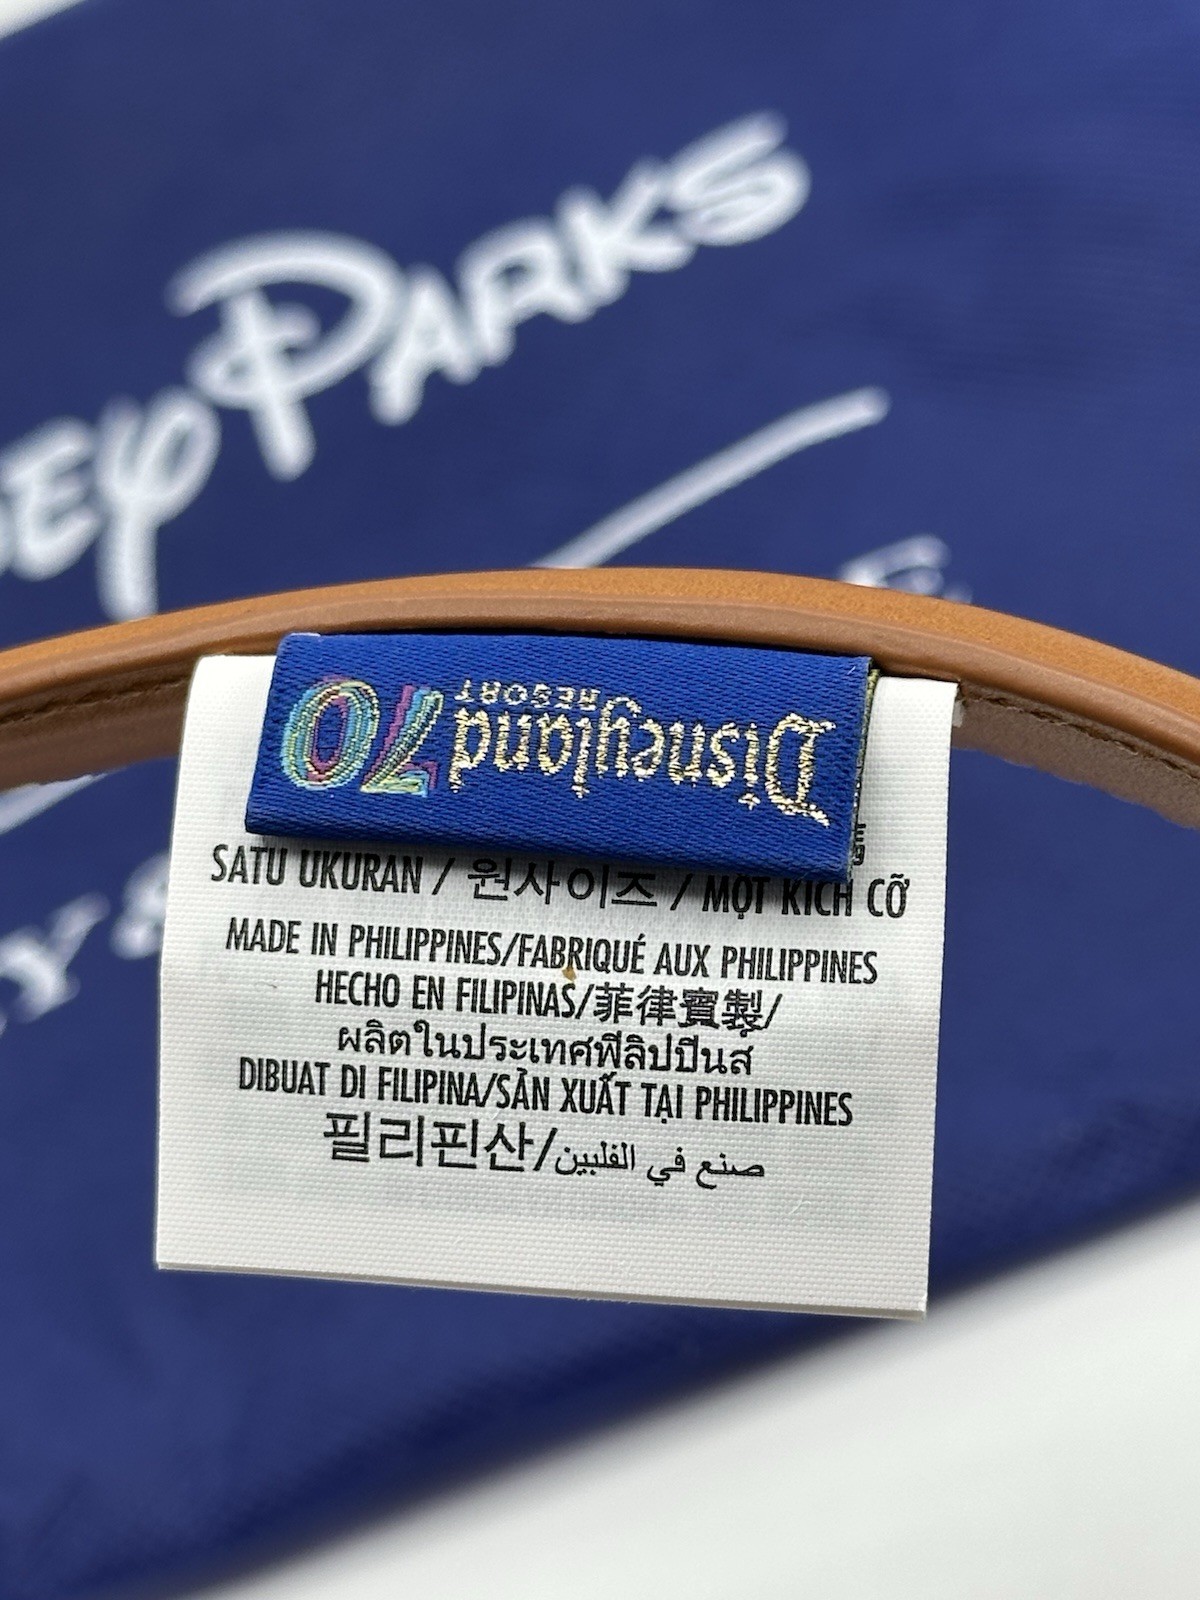 EY PARKS
Disneyland 70
RESORT
SATU UKURAN / 원사이즈 / MỘT KÍCH CỠ
MADE IN PHILIPPINES/FABRIQUÉ AUX PHILIPPINES
HECHO EN FILIPINAS/菲律賓製/
ผลิตในประเทศฟิลิปปินส์
DIBUAT DI FILIPINA/SẢN XUẤT TẠI PHILIPPINES
필리핀산/صنع في الفلبين